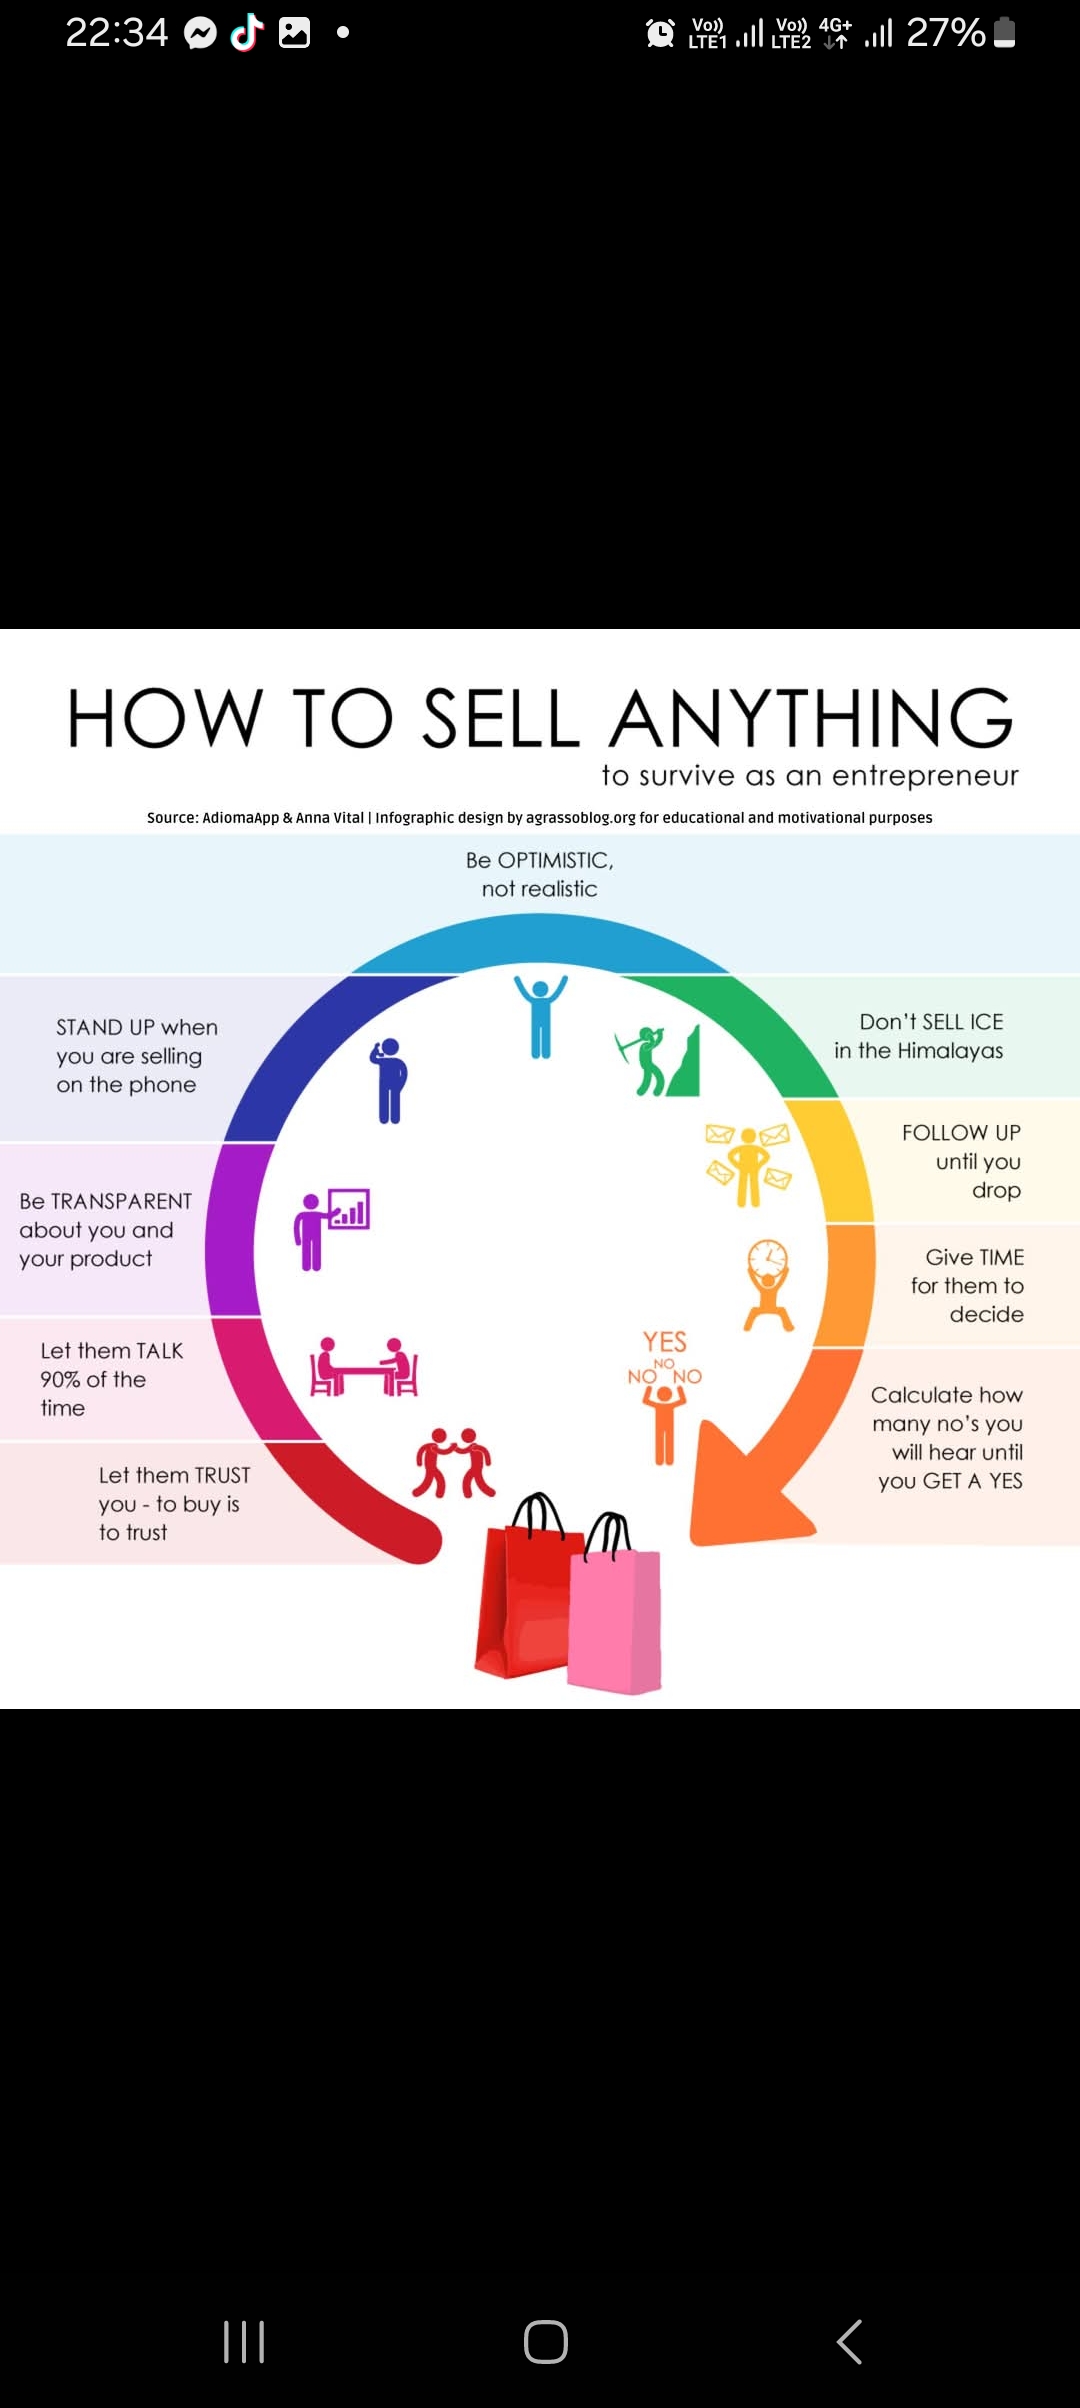 22:34
Vo)) LTE1 Vo)) LTE2 4G+ 27%
HOW TO SELL ANYTHING
to survive as an entrepreneur
Source: AdiomaApp & Anna Vital | Infographic design by agrassoblog.org for educational and motivational purposes
Be OPTIMISTIC,
not realistic
STAND UP when
you are selling
on the phone
Be TRANSPARENT
about you and
your product
Let them TALK
90% of the
time
Let them TRUST
you - to buy is
to trust
Don't SELL ICE
in the Himalayas
FOLLOW UP
until you
drop
Give TIME
for them to
decide
Calculate how
many no's you
will hear until
you GET A YES
YES
NO
NO NO